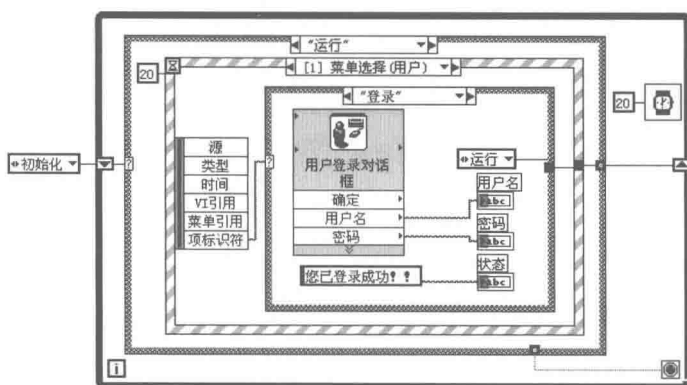 "运行"
20
[1] 菜单选择(用户)
"登录"
20
源
类型
时间
VI引用
菜单引用
项标识符
初始化
?
?
用户登录对话框
确定
用户名
密码
运行
用户名
abc
密码
abc
您已登录成功！！
状态
abc
i